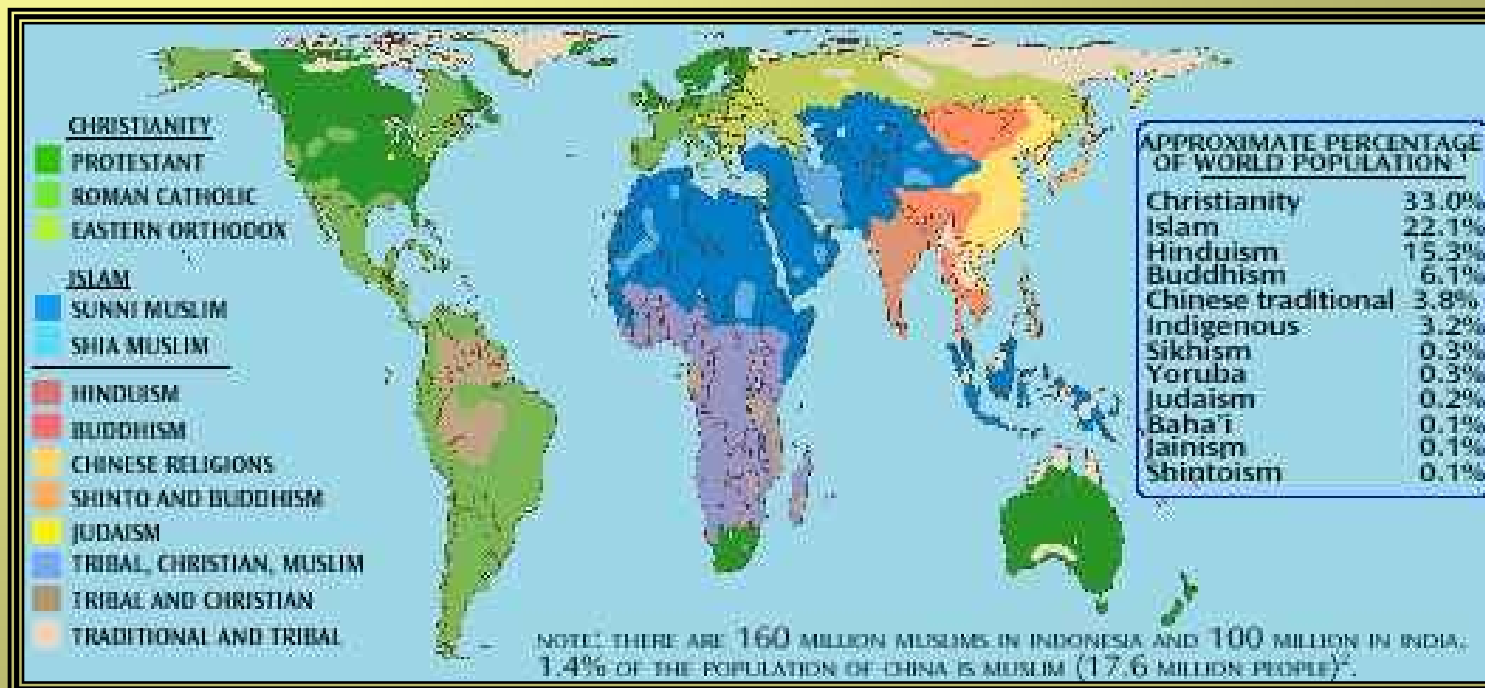 CHRISTIANITY
PROTESTANT
ROMAN CATHOLIC
EASTERN ORTHODOX
ISLAM
SUNNI MUSLIM
SHIA MUSLIM
HINDUISM
BUDDHISM
CHINESE RELIGIONS
SHINTO AND BUDDHISM
JUDAISM
TRIBAL, CHRISTIAN, MUSLIM
TRIBAL AND CHRISTIAN
TRADITIONAL AND TRIBAL
APPROXIMATE PERCENTAGE
OF WORLD POPULATION 1
Christianity 33.0%
Islam 22.1%
Hinduism 15.3%
Buddhism 6.1%
Chinese traditional 3.8%
Indigenous 3.2%
Sikhism 0.3%
Yoruba 0.3%
Judaism 0.2%
Baha'i 0.1%
Jainism 0.1%
Shintoism 0.1%
NOTE: THERE ARE 160 MILLION MUSLIMS IN INDONESIA AND 100 MILLION IN INDIA.
1.4% OF THE POPULATION OF CHINA IS MUSLIM (17.6 MILLION PEOPLE)2.